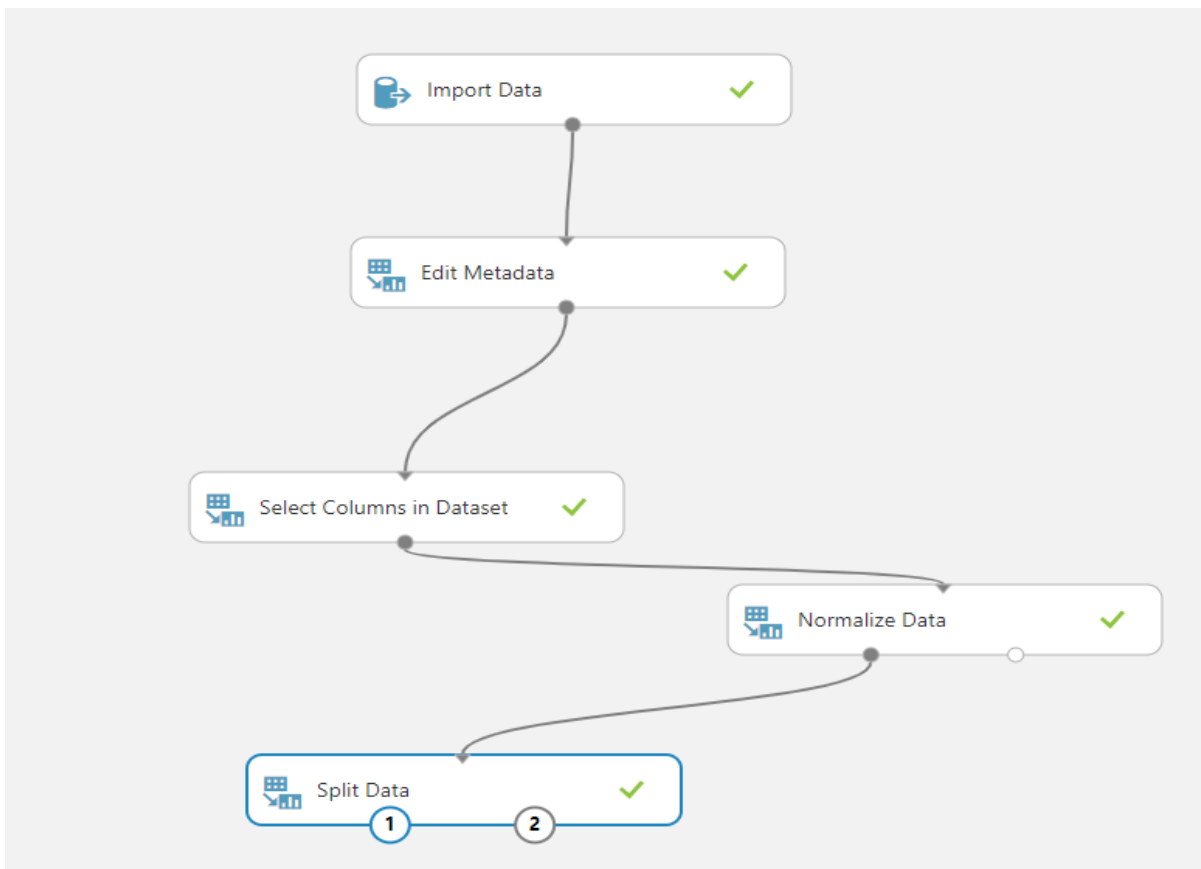 Import Data
Edit Metadata
Select Columns in Dataset
Normalize Data
Split Data
1 2